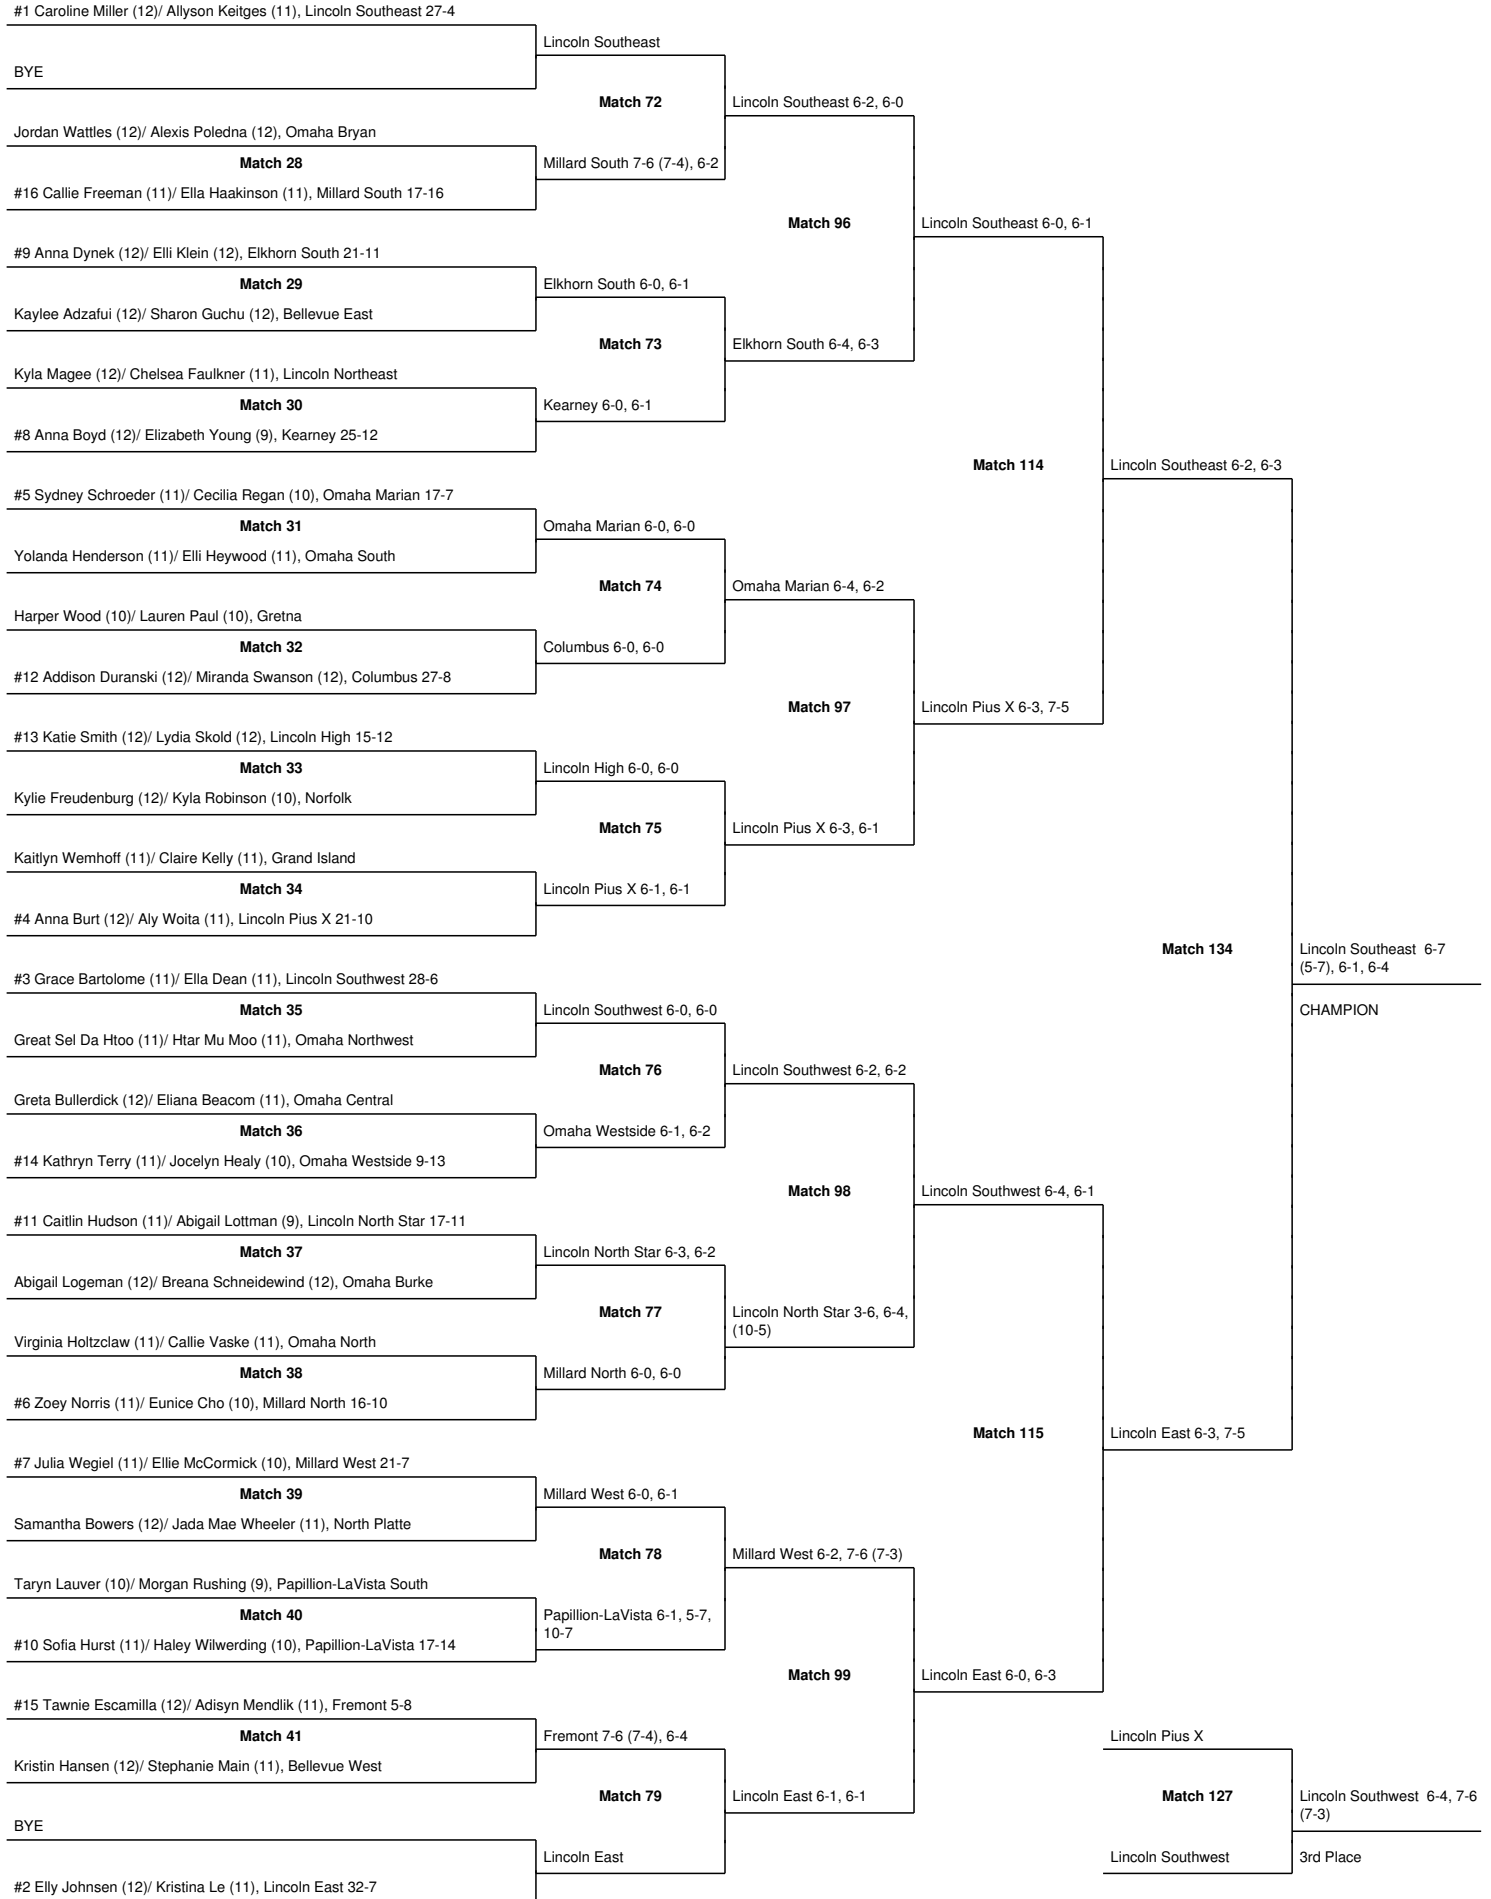 #1 Caroline Miller (12)/ Allyson Keitges (11), Lincoln Southeast 27-4
Lincoln Southeast
BYE
Match 72
Lincoln Southeast 6-2, 6-0
Jordan Wattles (12)/ Alexis Poledna (12), Omaha Bryan
Match 28
Millard South 7-6 (7-4), 6-2
#16 Callie Freeman (11)/ Ella Haakinson (11), Millard South 17-16
Match 96
Lincoln Southeast 6-0, 6-1
#9 Anna Dynek (12)/ Elli Klein (12), Elkhorn South 21-11
Match 29
Elkhorn South 6-0, 6-1
Kaylee Adzafui (12)/ Sharon Guchu (12), Bellevue East
Match 73
Elkhorn South 6-4, 6-3
Kyla Magee (12)/ Chelsea Faulkner (11), Lincoln Northeast
Match 30
Kearney 6-0, 6-1
#8 Anna Boyd (12)/ Elizabeth Young (9), Kearney 25-12
Match 114
Lincoln Southeast 6-2, 6-3
#5 Sydney Schroeder (11)/ Cecilia Regan (10), Omaha Marian 17-7
Match 31
Omaha Marian 6-0, 6-0
Yolanda Henderson (11)/ Elli Heywood (11), Omaha South
Match 74
Omaha Marian 6-4, 6-2
Harper Wood (10)/ Lauren Paul (10), Gretna
Match 32
Columbus 6-0, 6-0
#12 Addison Duranski (12)/ Miranda Swanson (12), Columbus 27-8
Match 97
Lincoln Pius X 6-3, 7-5
#13 Katie Smith (12)/ Lydia Skold (12), Lincoln High 15-12
Match 33
Lincoln High 6-0, 6-0
Kylie Freudenburg (12)/ Kyla Robinson (10), Norfolk
Match 75
Lincoln Pius X 6-3, 6-1
Kaitlyn Wemhoff (11)/ Claire Kelly (11), Grand Island
Match 34
Lincoln Pius X 6-1, 6-1
#4 Anna Burt (12)/ Aly Woita (11), Lincoln Pius X 21-10
Match 134
Lincoln Southeast 6-7
(5-7), 6-1, 6-4
CHAMPION
#3 Grace Bartolome (11)/ Ella Dean (11), Lincoln Southwest 28-6
Match 35
Lincoln Southwest 6-0, 6-0
Great Sel Da Htoo (11)/ Htar Mu Moo (11), Omaha Northwest
Match 76
Lincoln Southwest 6-2, 6-2
Greta Bullerdick (12)/ Eliana Beacom (11), Omaha Central
Match 36
Omaha Westside 6-1, 6-2
#14 Kathryn Terry (11)/ Jocelyn Healy (10), Omaha Westside 9-13
Match 98
Lincoln Southwest 6-4, 6-1
#11 Caitlin Hudson (11)/ Abigail Lottman (9), Lincoln North Star 17-11
Match 37
Lincoln North Star 6-3, 6-2
Abigail Logeman (12)/ Breana Schneidewind (12), Omaha Burke
Match 77
Lincoln North Star 3-6, 6-4,
(10-5)
Virginia Holtzclaw (11)/ Callie Vaske (11), Omaha North
Match 38
Millard North 6-0, 6-0
#6 Zoey Norris (11)/ Eunice Cho (10), Millard North 16-10
Match 115
Lincoln East 6-3, 7-5
#7 Julia Wegiel (11)/ Ellie McCormick (10), Millard West 21-7
Match 39
Millard West 6-0, 6-1
Samantha Bowers (12)/ Jada Mae Wheeler (11), North Platte
Match 78
Millard West 6-2, 7-6 (7-3)
Taryn Lauver (10)/ Morgan Rushing (9), Papillion-LaVista South
Match 40
Papillion-LaVista 6-1, 5-7,
10-7
#10 Sofia Hurst (11)/ Haley Wilwerding (10), Papillion-LaVista 17-14
Match 99
Lincoln East 6-0, 6-3
#15 Tawnie Escamilla (12)/ Adisyn Mendlik (11), Fremont 5-8
Match 41
Fremont 7-6 (7-4), 6-4
Kristin Hansen (12)/ Stephanie Main (11), Bellevue West
Match 79
Lincoln East 6-1, 6-1
BYE
Lincoln East
#2 Elly Johnsen (12)/ Kristina Le (11), Lincoln East 32-7
Lincoln Pius X
Match 127
Lincoln Southwest 6-4, 7-6
(7-3)
Lincoln Southwest
3rd Place